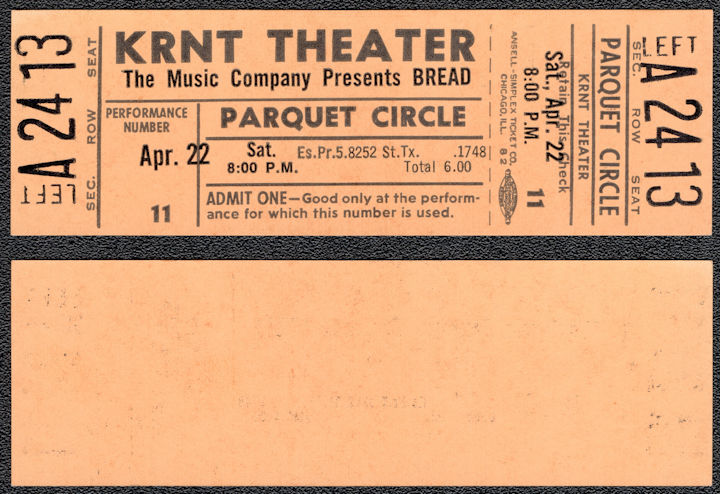 LEFT
A 24 13
SEC. ROW SEAT
KRNT THEATER
The Music Company Presents BREAD
PERFORMANCE
NUMBER
Apr. 22
11
PARQUET CIRCLE
Sat.
8:00 P.M.
Es.Pr.5.8252 St.Tx. .1748
Total 6.00
ADMIT ONE—Good only at the perform-
ance for which this number is used.
ANSELL-SIMPLEX TICKET CO.
CHICAGO, ILL. 82
Sat., Apr. 22
8:00 P.M.
11
Retain This Check
KRNT THEATER
PARQUET CIRCLE
LEFT
SEC. ROW SEAT
A 24 13